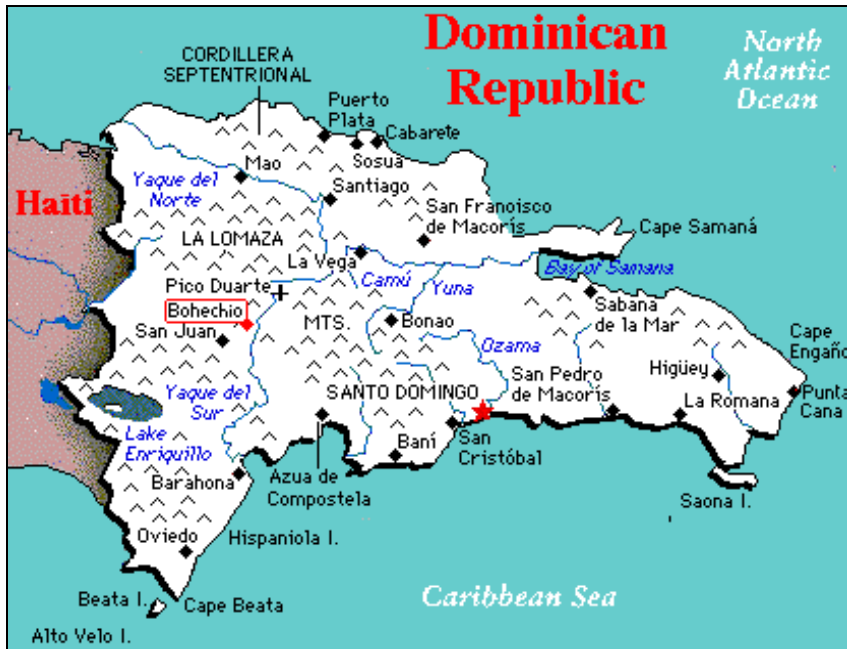 Dominican
Republic
North
Atlantic
Ocean
CORDILLERA
SEPTENTRIONAL
Puerto
Plata
Cabarete
Sosua
Mao
Yaque del
Norte
Santiago
Haiti
San Francisco
de Macorís
Cape Samaná
LA LOMAZA
La Vega
Camú
Yuna
Bay of Samana
Pico Duarte
Bohechio
San Juan
MTS.
Bonao
Sabana
de la Mar
Ozama
Cape
Engaño
Higüey
Punta
Cana
Yaque del
Sur
SANTO DOMINGO
San Pedro
de Macorís
La Romana
Lake
Enriquillo
Baní
San
Cristóbal
Barahona
Azua de
Compostela
Saona I.
Oviedo
Hispaniola I.
Beata I.
Cape Beata
Caribbean Sea
Alto Velo I.